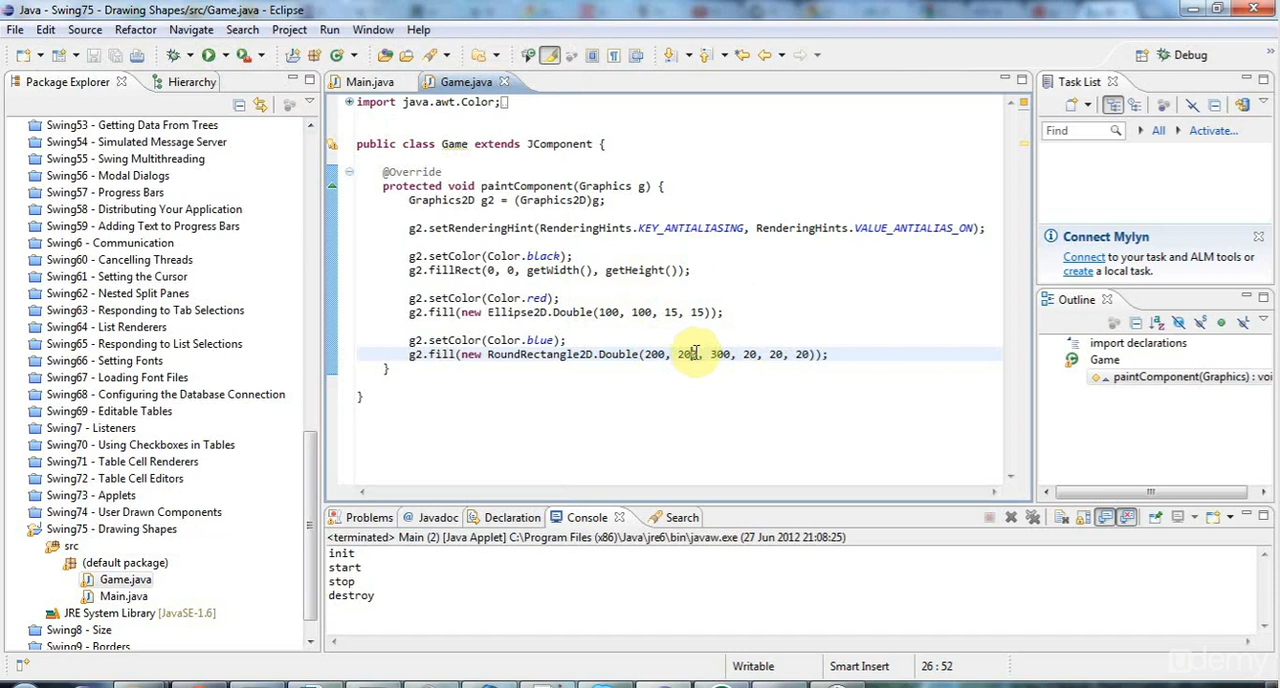 Java - Swing75 - Drawing Shapes/src/Game.java - Eclipse
File Edit Source Refactor Navigate Search Project Run Window Help
Debug
Package Explorer Hierarchy
Swing53 - Getting Data From Trees
Swing54 - Simulated Message Server
Swing55 - Swing Multithreading
Swing56 - Modal Dialogs
Swing57 - Progress Bars
Swing58 - Distributing Your Application
Swing59 - Adding Text to Progress Bars
Swing6 - Communication
Swing60 - Cancelling Threads
Swing61 - Setting the Cursor
Swing62 - Nested Split Panes
Swing63 - Responding to Tab Selections
Swing64 - List Renderers
Swing65 - Responding to List Selections
Swing66 - Setting Fonts
Swing67 - Loading Font Files
Swing68 - Configuring the Database Connection
Swing69 - Editable Tables
Swing7 - Listeners
Swing70 - Using Checkboxes in Tables
Swing71 - Table Cell Renderers
Swing72 - Table Cell Editors
Swing73 - Applets
Swing74 - User Drawn Components
Swing75 - Drawing Shapes
src
(default package)
Game.java
Main.java
JRE System Library [JavaSE-1.6]
Swing8 - Size
Swing9 - Borders
Main.java Game.java
import java.awt.Color;
public class Game extends JComponent {
@Override
protected void paintComponent(Graphics g) {
Graphics2D g2 = (Graphics2D)g;
g2.setRenderingHint(RenderingHints.KEY_ANTIALIASING, RenderingHints.VALUE_ANTIALIAS_ON);
g2.setColor(Color.black);
g2.fillRect(0, 0, getWidth(), getHeight());
g2.setColor(Color.red);
g2.fill(new Ellipse2D.Double(100, 100, 15, 15));
g2.setColor(Color.blue);
g2.fill(new RoundRectangle2D.Double(200, 200, 300, 20, 20, 20));
}
}
Task List
Find All Activate...
Connect Mylyn
Connect to your task and ALM tools or
create a local task.
Outline
import declarations
Game
paintComponent(Graphics) : voi
Problems Javadoc Declaration Console Search
<terminated> Main (2) [Java Applet] C:\Program Files (x86)\Java\jre6\bin\javaw.exe (27 Jun 2012 21:08:25)
init
start
stop
destroy
Writable Smart Insert 26 : 52
udemy